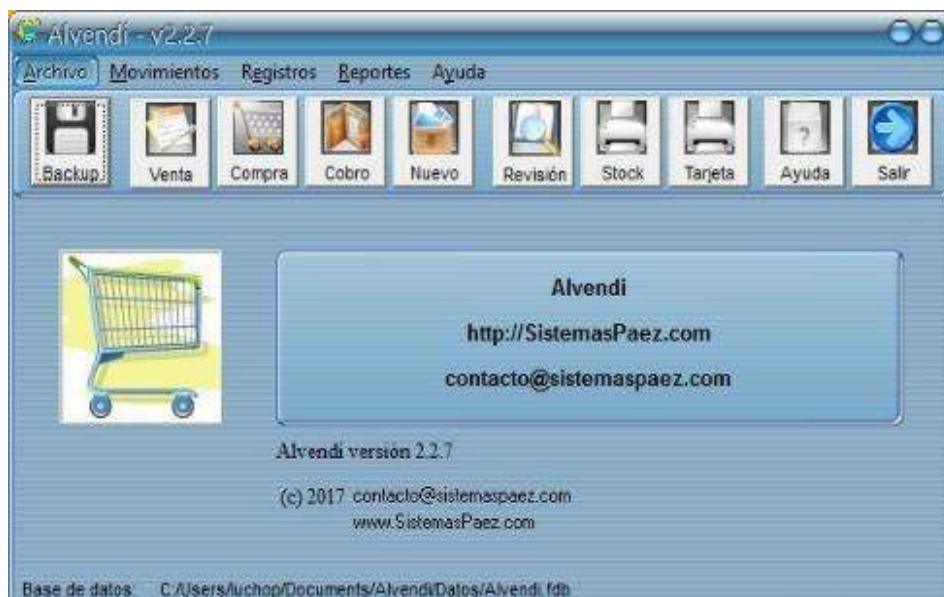 Alvendi - v2.2.7
Archivo Movimientos Registros Reportes Ayuda
Backup Venta Compra Cobro Nuevo Revisión Stock Tarjeta Ayuda Salir
Alvendi
http://SistemasPaez.com
contacto@sistemaspaez.com
Alvendi versión 2.2.7
(c) 2017 contacto@sistemaspaez.com
www.SistemasPaez.com
Base de datos: C:/Users/luchop/Documents/Alvendi/Datos/Alvendi.fdb